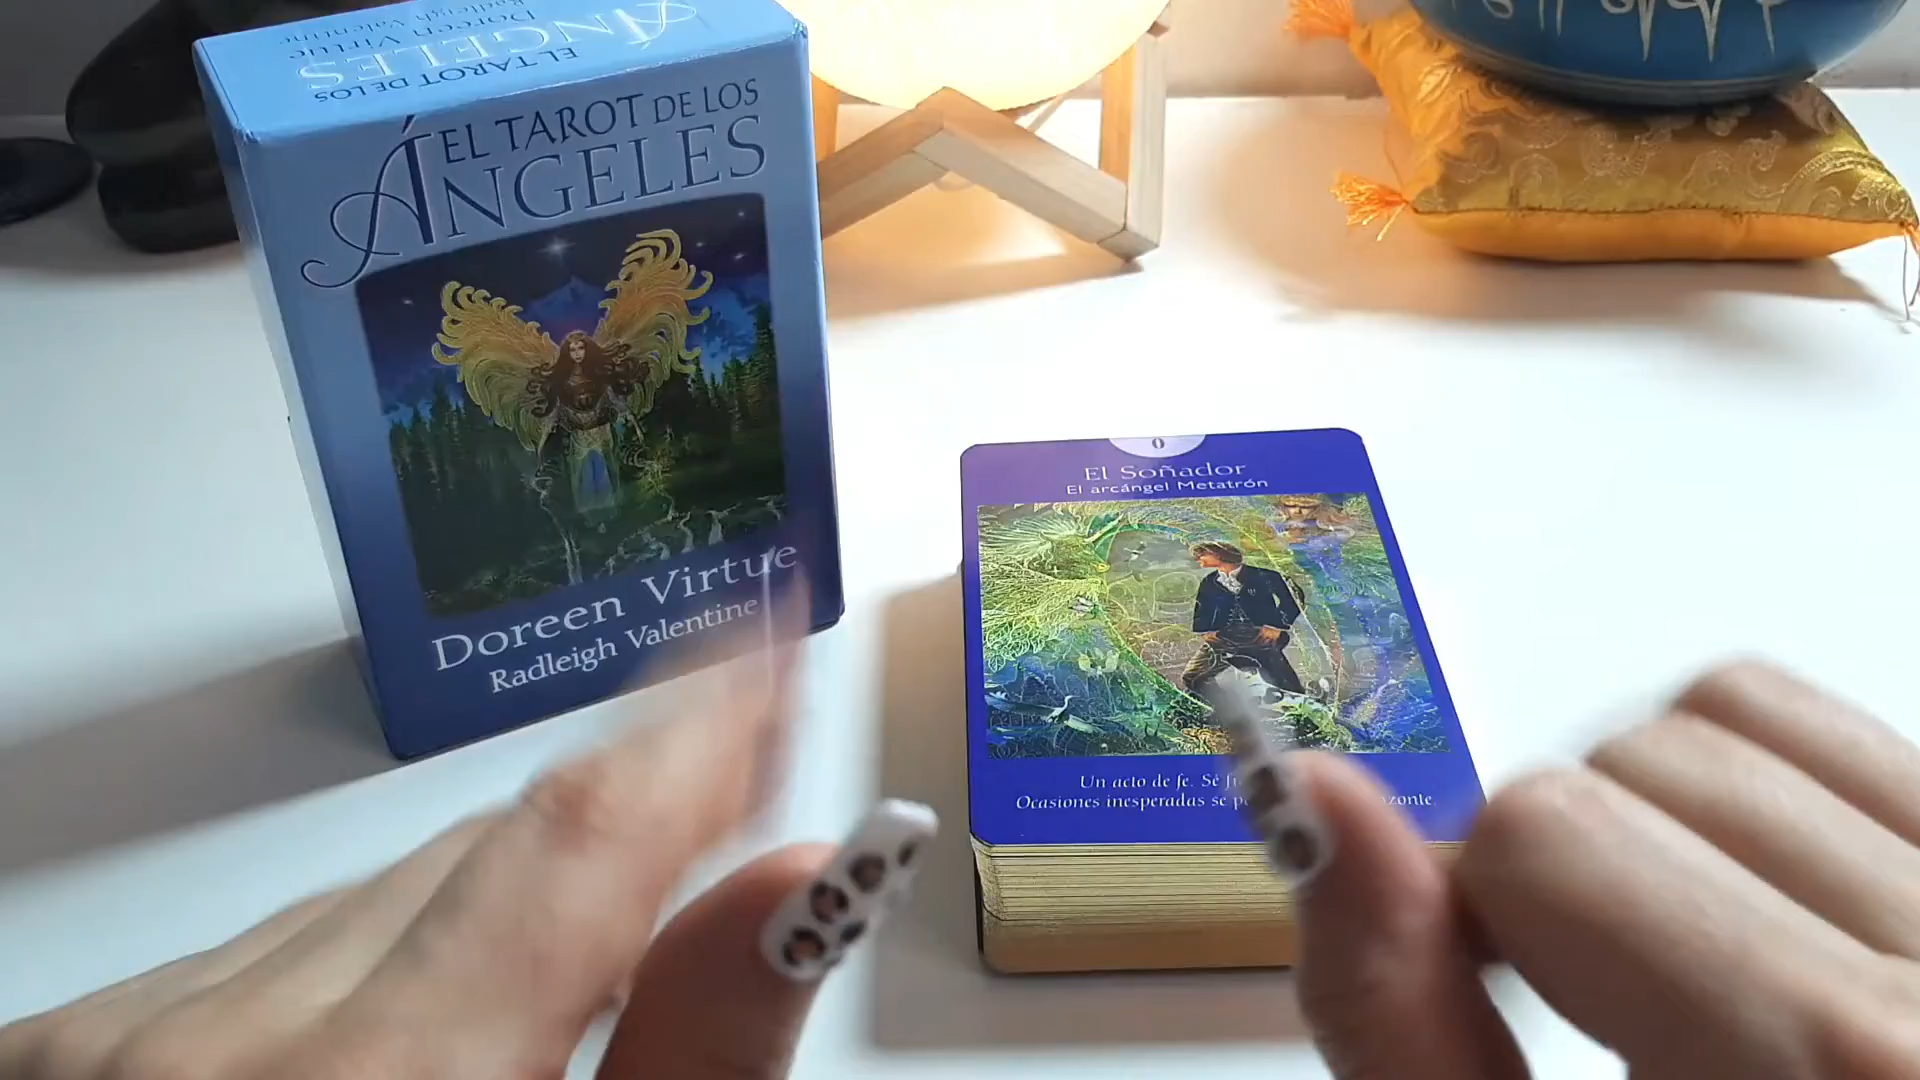 EL TAROT DE LOS
ÁNGELES
Doreen Virtue
Radleigh Valentine
EL TAROT DE LOS
ÁNGELES
Doreen Virtue
Radleigh Valentine
0
El Soñador
El arcángel Metatrón
Un acto de fe. Sé
Ocasiones inesperadas se